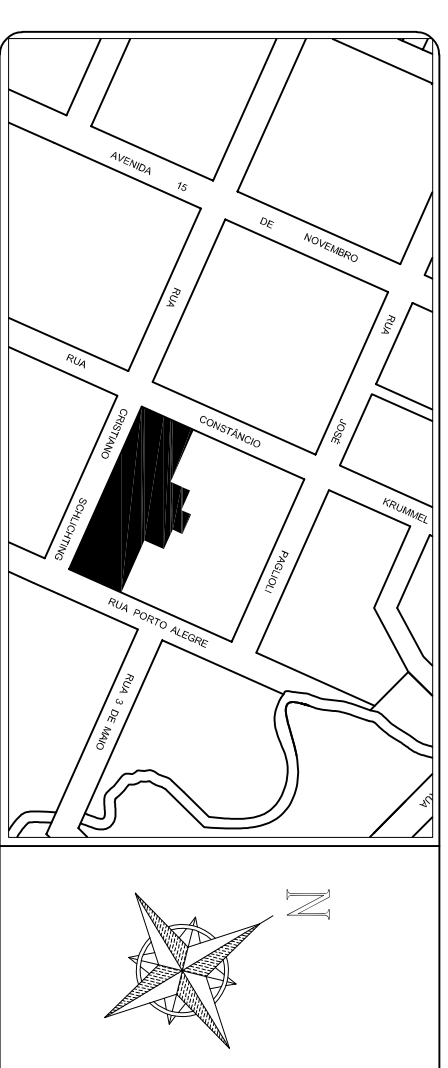 AVENIDA 15 DE NOVEMBRO
RUA CRISTIANO SCHLICHTING
RUA JOSÉ PAGLIOLI
RUA CONSTÂNCIO KRUMMEL
RUA PORTO ALEGRE
RUA 3 DE MAIO
RUA
N